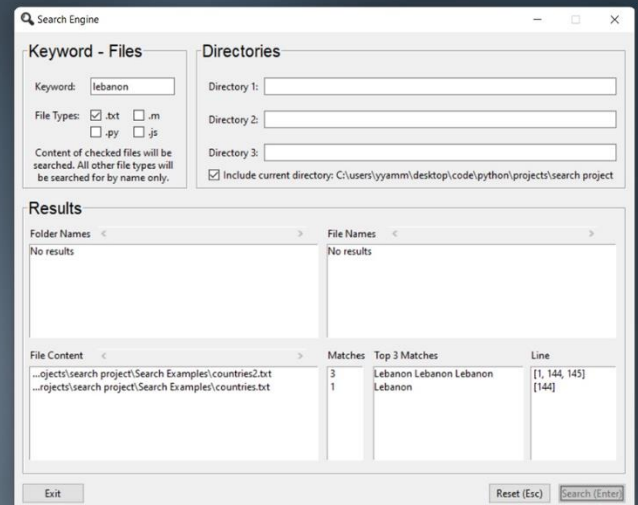 Search Engine
Keyword - Files
Keyword: lebanon
File Types: .txt .m
.py .js
Content of checked files will be
searched. All other file types will
be searched for by name only.
Directories
Directory 1:
Directory 2:
Directory 3:
Include current directory: C:\users\yyamm\desktop\code\python\projects\search project
Results
Folder Names < >
No results
File Names < >
No results
File Content < > Matches Top 3 Matches Line
...ojects\search project\Search Examples\countries2.txt 3 Lebanon Lebanon Lebanon [1, 144, 145]
...rojects\search project\Search Examples\countries.txt 1 Lebanon [144]
Exit Reset (Esc) Search (Enter)